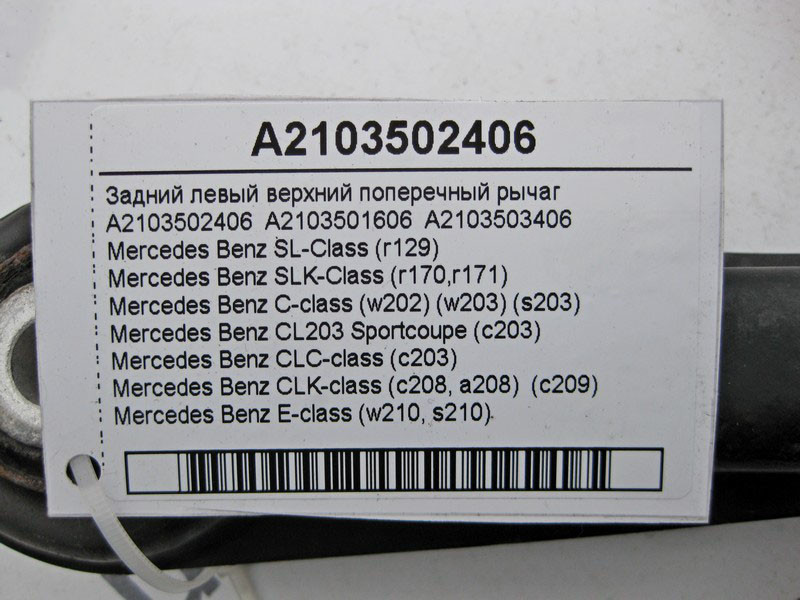 A2103502406
Задний левый верхний поперечный рычаг
A2103502406 A2103501606 A2103503406
Mercedes Benz SL-Class (r129)
Mercedes Benz SLK-Class (r170,r171)
Mercedes Benz C-class (w202) (w203) (s203)
Mercedes Benz CL203 Sportcoupe (c203)
Mercedes Benz CLC-class (c203)
Mercedes Benz CLK-class (c208, a208) (c209)
Mercedes Benz E-class (w210, s210)